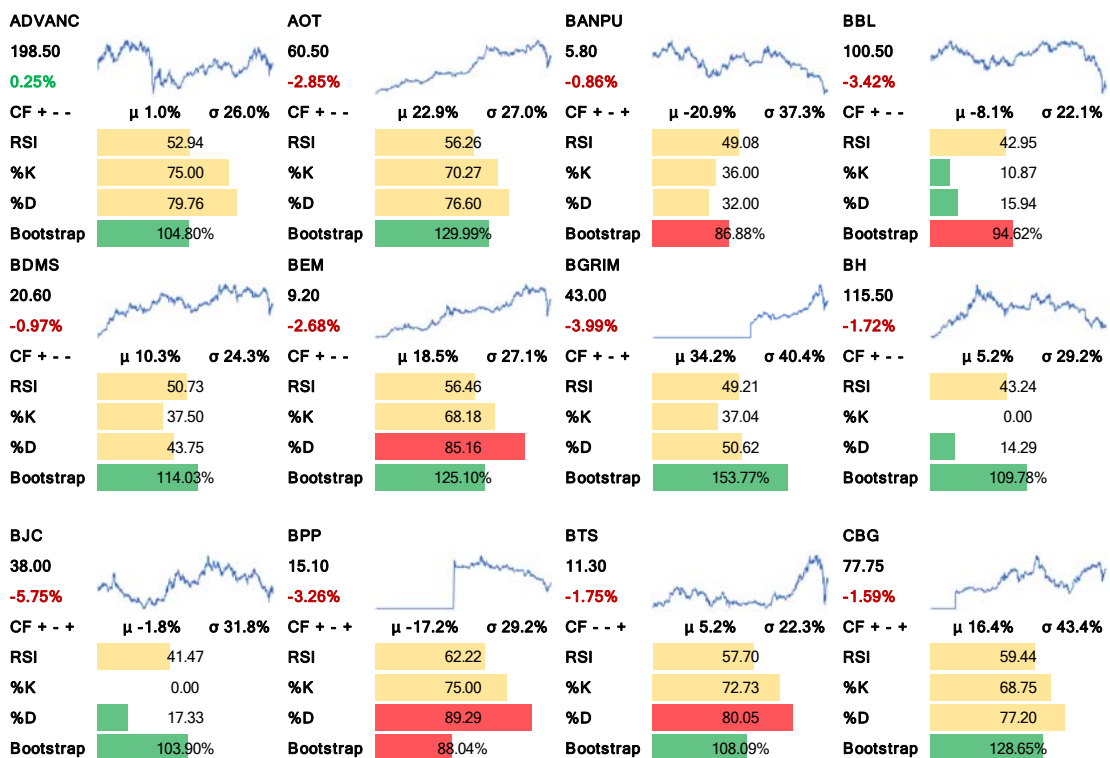 ADVANC
198.50
0.25%
CF + - - μ 1.0% σ 26.0%
RSI 52.94
%K 75.00
%D 79.76
Bootstrap 104.80%
AOT
60.50
-2.85%
CF + - - μ 22.9% σ 27.0%
RSI 56.26
%K 70.27
%D 76.60
Bootstrap 129.99%
BANPU
5.80
-0.86%
CF + - + μ -20.9% σ 37.3%
RSI 49.08
%K 36.00
%D 32.00
Bootstrap 86.88%
BBL
100.50
-3.42%
CF + - - μ -8.1% σ 22.1%
RSI 42.95
%K 10.87
%D 15.94
Bootstrap 94.62%
BDMS
20.60
-0.97%
CF + - - μ 10.3% σ 24.3%
RSI 50.73
%K 37.50
%D 43.75
Bootstrap 114.03%
BEM
9.20
-2.68%
CF + - - μ 18.5% σ 27.1%
RSI 56.46
%K 68.18
%D 85.16
Bootstrap 125.10%
BGRIM
43.00
-3.99%
CF + - + μ 34.2% σ 40.4%
RSI 49.21
%K 37.04
%D 50.62
Bootstrap 153.77%
BH
115.50
-1.72%
CF + - - μ 5.2% σ 29.2%
RSI 43.24
%K 0.00
%D 14.29
Bootstrap 109.78%
BJC
38.00
-5.75%
CF + - + μ -1.8% σ 31.8%
RSI 41.47
%K 0.00
%D 17.33
Bootstrap 103.90%
BPP
15.10
-3.26%
CF + - + μ -17.2% σ 29.2%
RSI 62.22
%K 75.00
%D 89.29
Bootstrap 88.04%
BTS
11.30
-1.75%
CF - - + μ 5.2% σ 22.3%
RSI 57.70
%K 72.73
%D 80.05
Bootstrap 108.09%
CBG
77.75
-1.59%
CF + - + μ 16.4% σ 43.4%
RSI 59.44
%K 68.75
%D 77.20
Bootstrap 128.65%